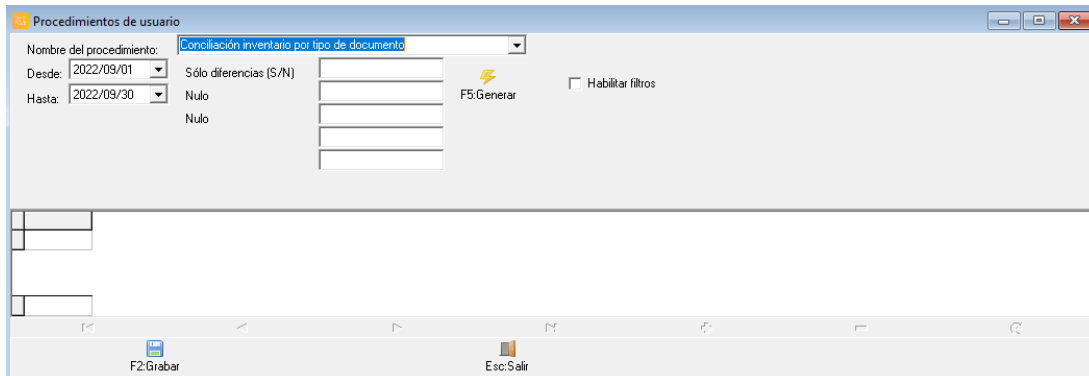 Procedimientos de usuario
Nombre del procedimiento: Conciliación inventario por tipo de documento
Desde: 2022/09/01 Sólo diferencias (S/N)
Hasta: 2022/09/30 Nulo
Nulo
F5:Generar
Habilitar filtros
F2:Grabar Esc:Salir